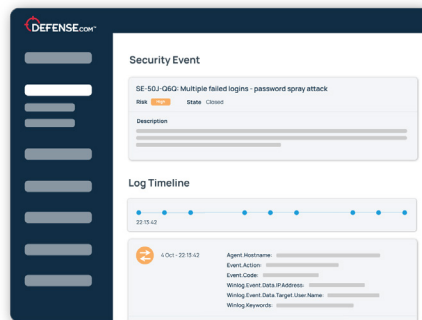 DEFENSE.COM™
Security Event
SE-50J-Q6Q: Multiple failed logins - password spray attack
Risk High State Closed
Description
Log Timeline
22:13:42
4 Oct - 22:13:42
Agent.Hostname:
Event.Action:
Event.Code:
Winlog.Event.Data.IP.Address:
Winlog.Event.Data.Target.User.Name:
Winlog.Keywords: